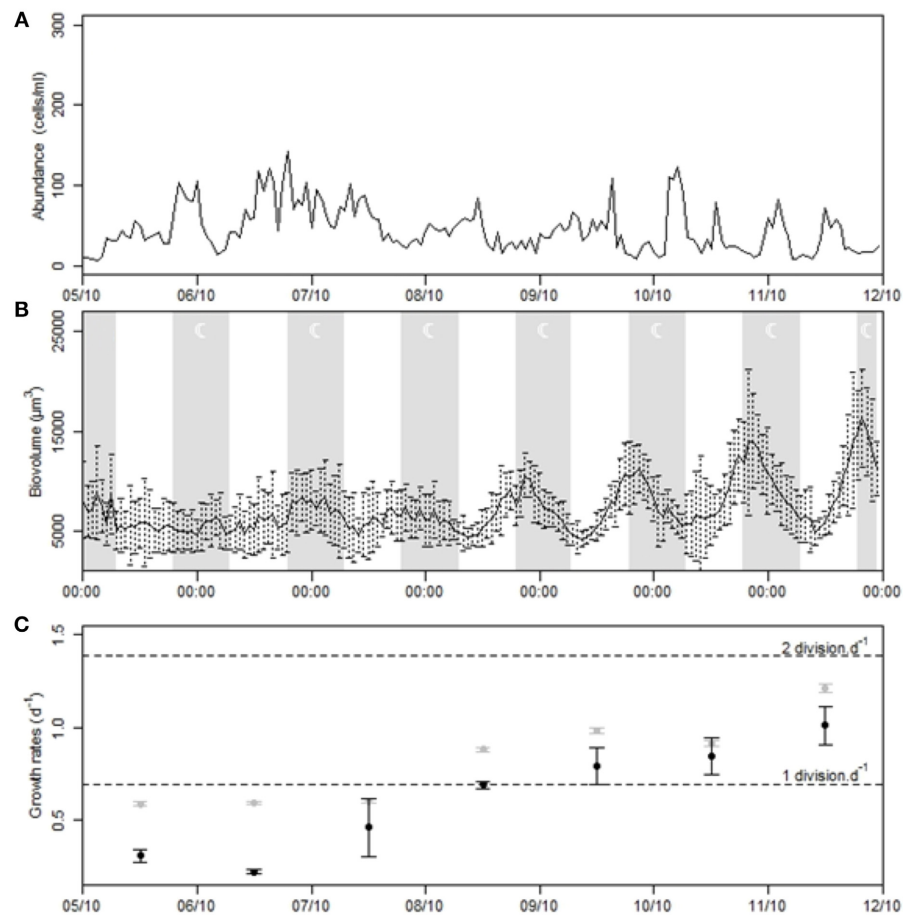 A
300
200
100
0
Abundance (cells/ml)
05/10 06/10 07/10 08/10 09/10 10/10 11/10 12/10
B
25000
15000
5000
Biovolume (µm³)
00:00 00:00 00:00 00:00 00:00 00:00 00:00 00:00
C
1.5
1.0
0.5
Growth rates (d⁻¹)
2 division.d⁻¹
1 division.d⁻¹
05/10 06/10 07/10 08/10 09/10 10/10 11/10 12/10